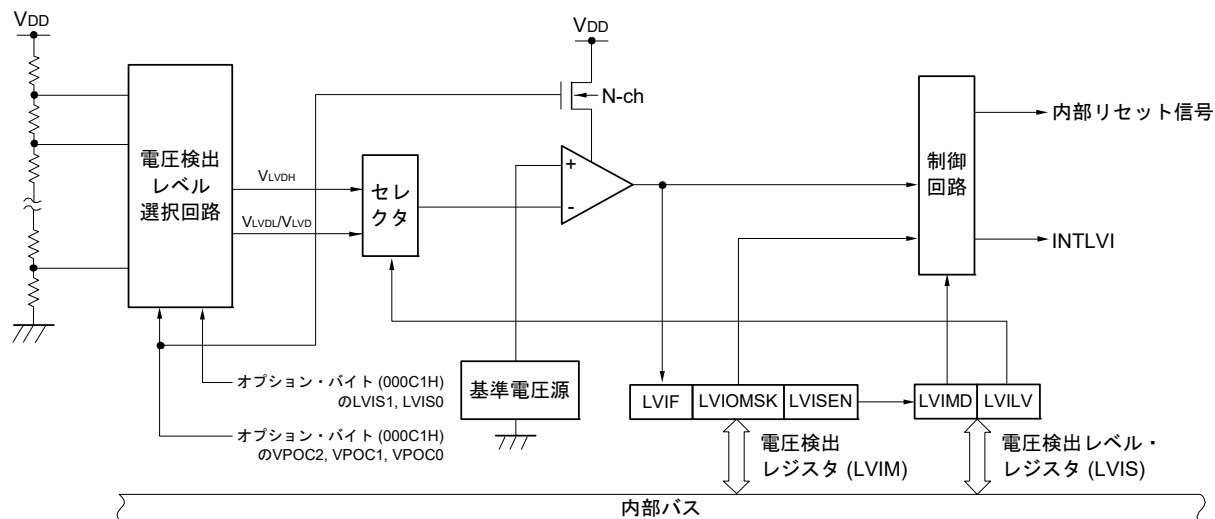 VDD
電圧検出
レベル
選択回路
VLVDH
VLVDL/VLVD
セレ
クタ
VDD
N-ch
+
-
制御
回路
内部リセット信号
INTLVI
オプション・バイト (000C1H)
のLVIS1, LVIS0
オプション・バイト (000C1H)
のVPOC2, VPOC1, VPOC0
基準電圧源
LVIF
LVIOMSK
LVISEN
LVIMD
LVILV
電圧検出
レジスタ (LVIM)
電圧検出レベル・
レジスタ (LVIS)
内部バス